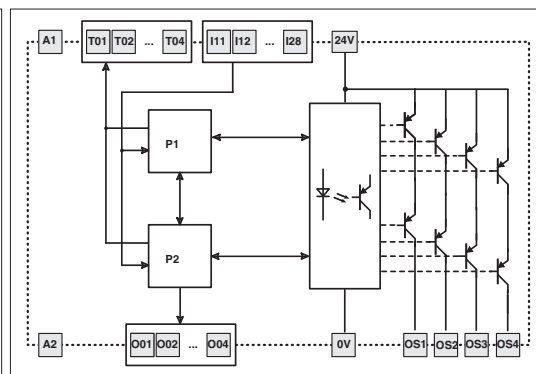 A1 T01 T02 ... T04 I11 I12 ... I28 24V
P1
P2
A2 O01 O02 ... O04 0V OS1 OS2 OS3 OS4